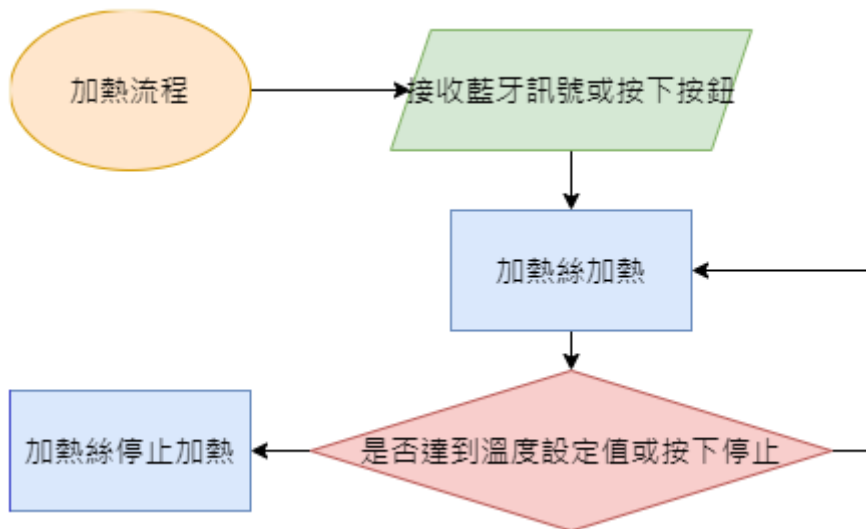 加熱流程
接收藍牙訊號或按下按鈕
加熱絲加熱
是否達到溫度設定值或按下停止
加熱絲停止加熱